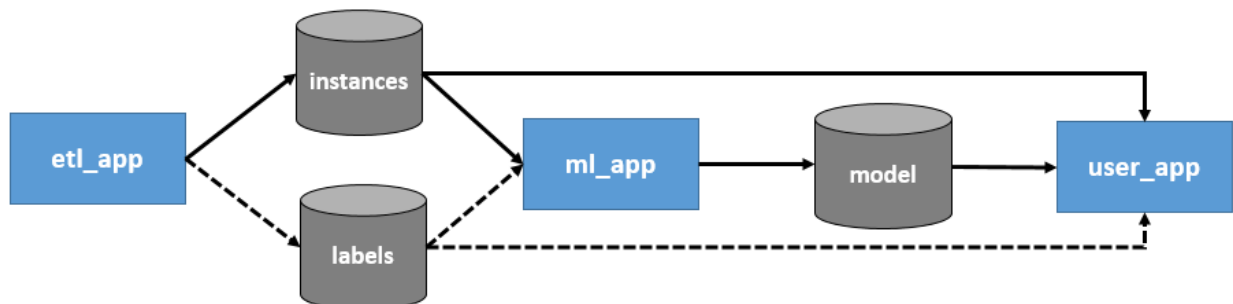 instances
etl_app
ml_app
model
user_app
labels